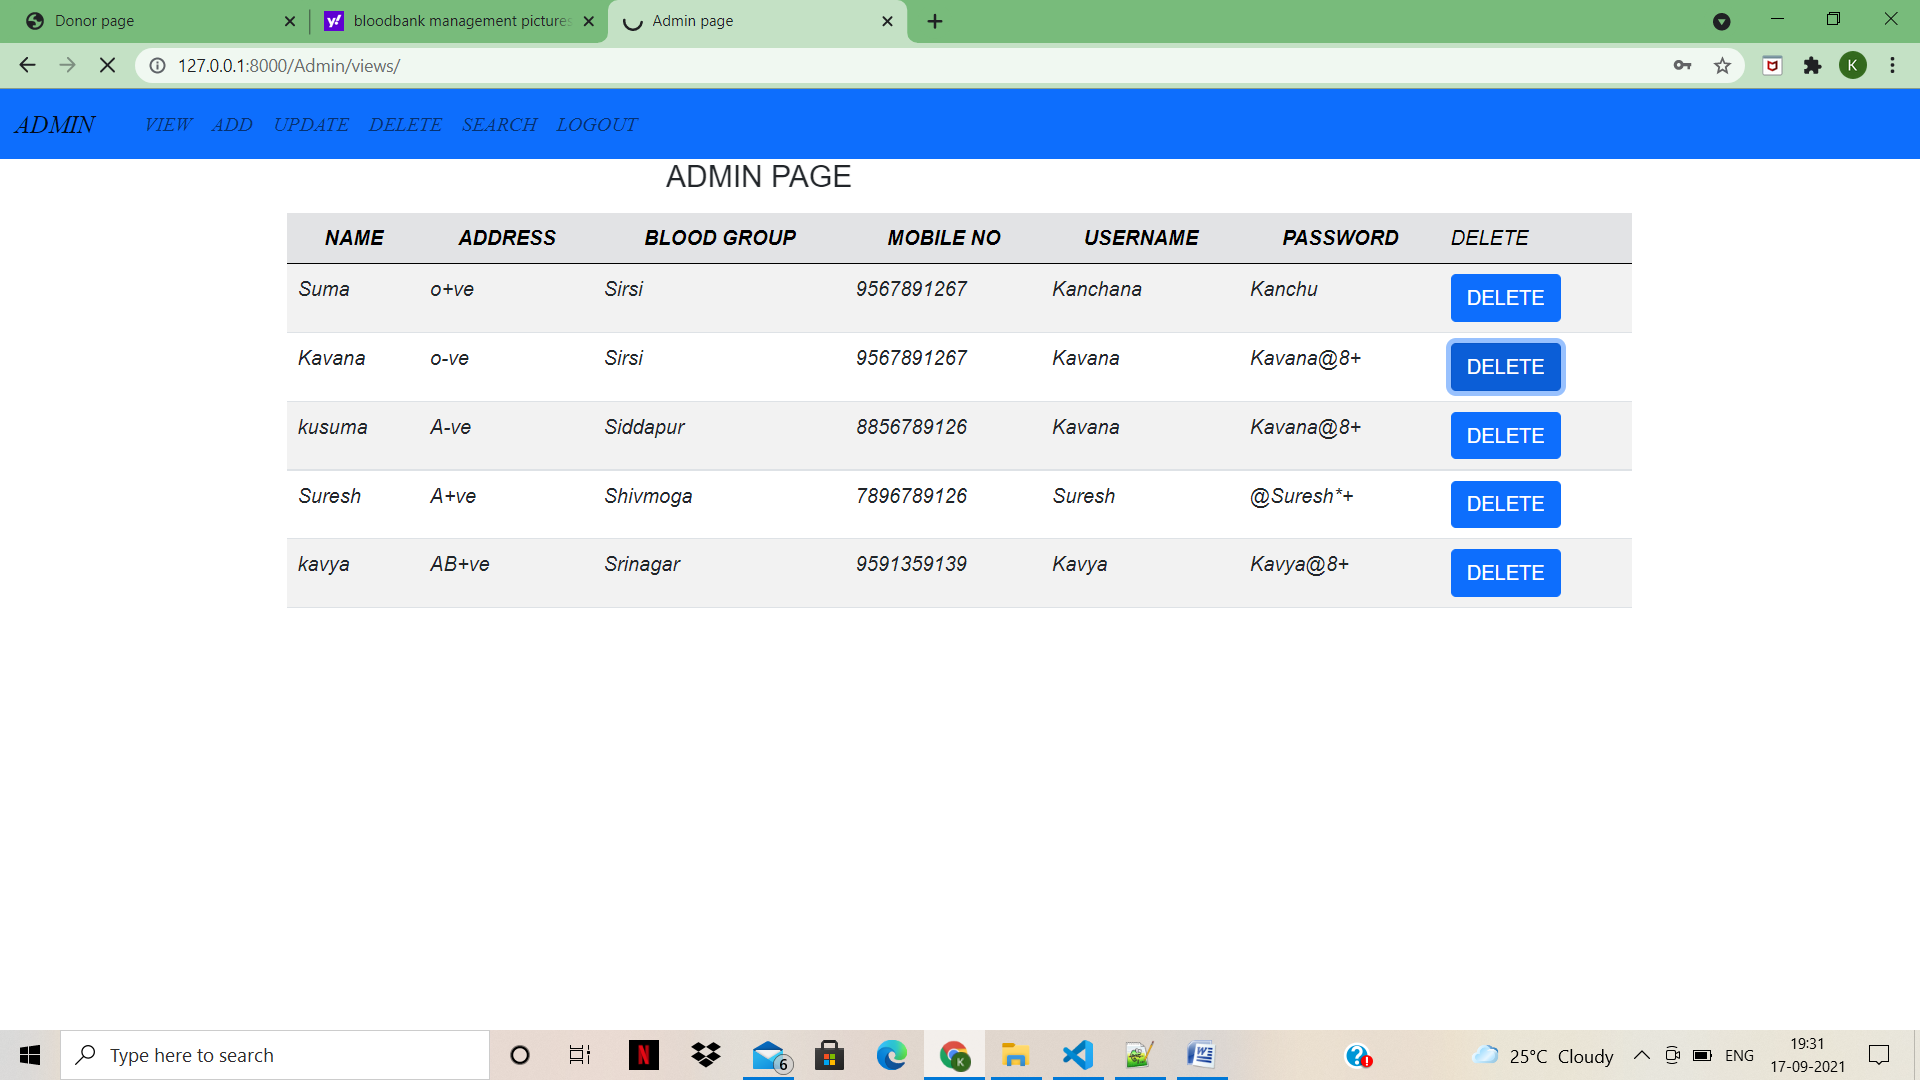 Donor page
bloodbank management pictures
Admin page
127.0.0.1:8000/Admin/views/
K
ADMIN VIEW ADD UPDATE DELETE SEARCH LOGOUT
ADMIN PAGE
NAME ADDRESS BLOOD GROUP MOBILE NO USERNAME PASSWORD DELETE
Suma o+ve Sirsi 9567891267 Kanchana Kanchu DELETE
Kavana o-ve Sirsi 9567891267 Kavana Kavana@8+ DELETE
kusuma A-ve Siddapur 8856789126 Kavana Kavana@8+ DELETE
Suresh A+ve Shivmoga 7896789126 Suresh @Suresh*+ DELETE
kavya AB+ve Srinagar 9591359139 Kavya Kavya@8+ DELETE
Type here to search
6
25°C Cloudy
ENG
19:31
17-09-2021